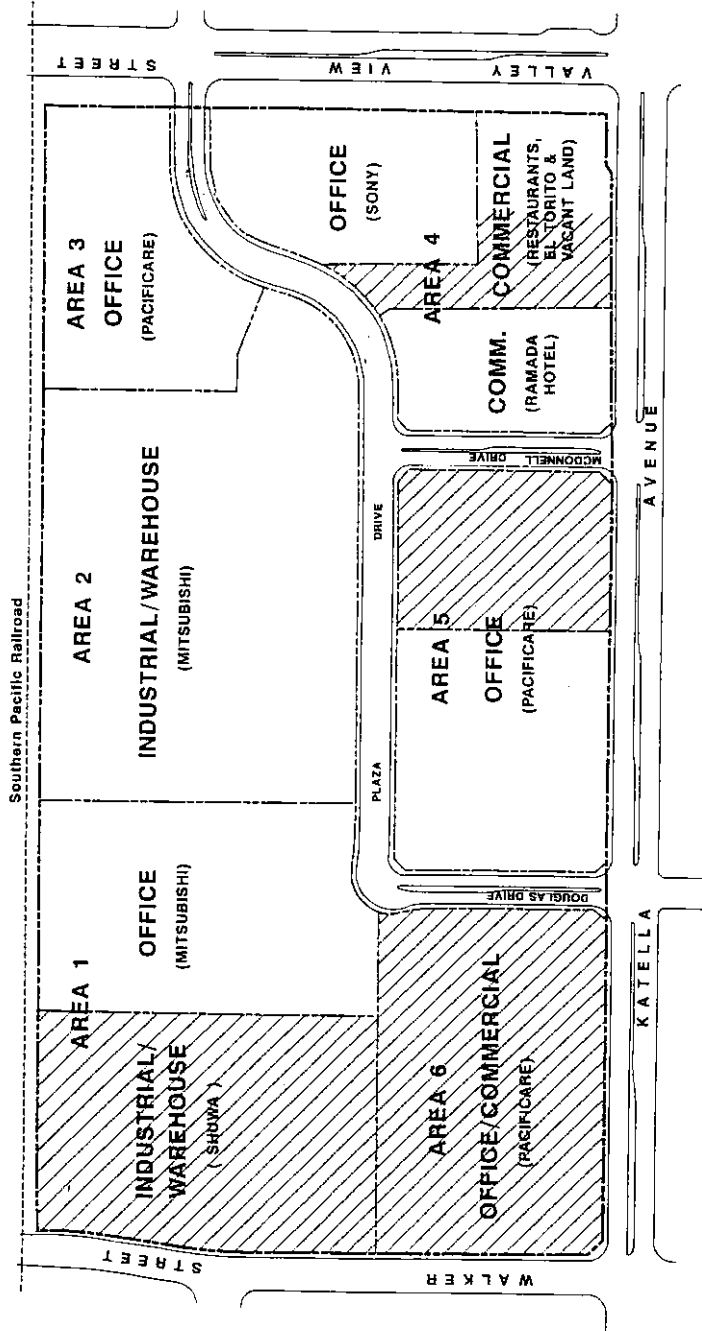 Southern Pacific Railroad
AREA 1
INDUSTRIAL/
WAREHOUSE
( SHUWA )
OFFICE
(MITSUBISHI)
AREA 2
INDUSTRIAL/WAREHOUSE
(MITSUBISHI)
AREA 3
OFFICE
(PACIFICARE)
OFFICE
(SONY)
AREA 4
COMMERCIAL
(RESTAURANTS,
EL TORITO &
VACANT LAND)
COMM.
(RAMADA
HOTEL)
AREA 5
OFFICE
(PACIFICARE)
AREA 6
OFFICE/COMMERCIAL
(PACIFICARE)
PLAZA DRIVE
MCDONNELL DRIVE
DOUGLAS DRIVE
KATELLA AVENUE
WALKER STREET
VALLEY VIEW STREET